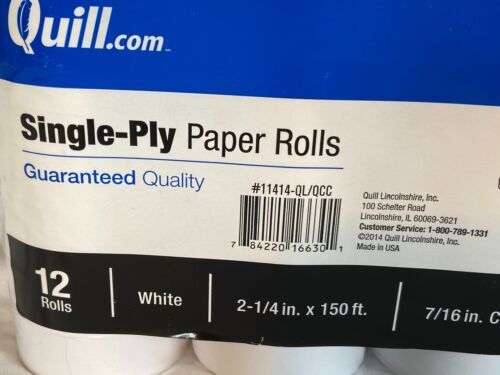 Quill.com
Single-Ply Paper Rolls
Guaranteed Quality
#11414-QL/QCC
7 84220 16630 1
Quill Lincolnshire, Inc.
100 Schelter Road
Lincolnshire, IL 60069-3621
Customer Service: 1-800-789-1331
©2014 Quill Lincolnshire, Inc.
Made in USA
12
Rolls
White
2-1/4 in. x 150 ft.
7/16 in. C